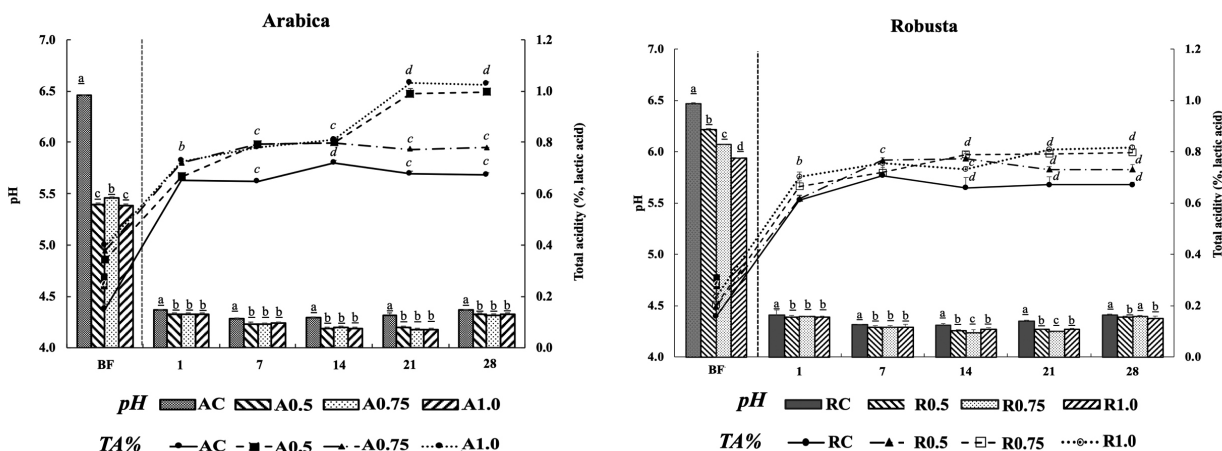 Arabica
7.0
6.5
6.0
5.5
5.0
4.5
4.0
pH
1.2
1.0
0.8
0.6
0.4
0.2
0.0
Total acidity (%, lactic acid)
a
c b c
a b b b
a b b b
a b b b
a b b b
a b b b
b
c
c
c
d
d
c
c
d
c
d
c
BF 1 7 14 21 28
pH AC A0.5 A0.75 A1.0
TA% AC A0.5 A0.75 A1.0
Robusta
7.0
6.5
6.0
5.5
5.0
4.5
4.0
pH
1.2
1.0
0.8
0.6
0.4
0.2
0.0
Total acidity (%, lactic acid)
a
b
c
d
a b b b
a b b b
a b c b
a b c b
a b a b
b
c
d
d
d
d
d
d
d
BF 1 7 14 21 28
pH RC R0.5 R0.75 R1.0
TA% RC R0.5 R0.75 R1.0